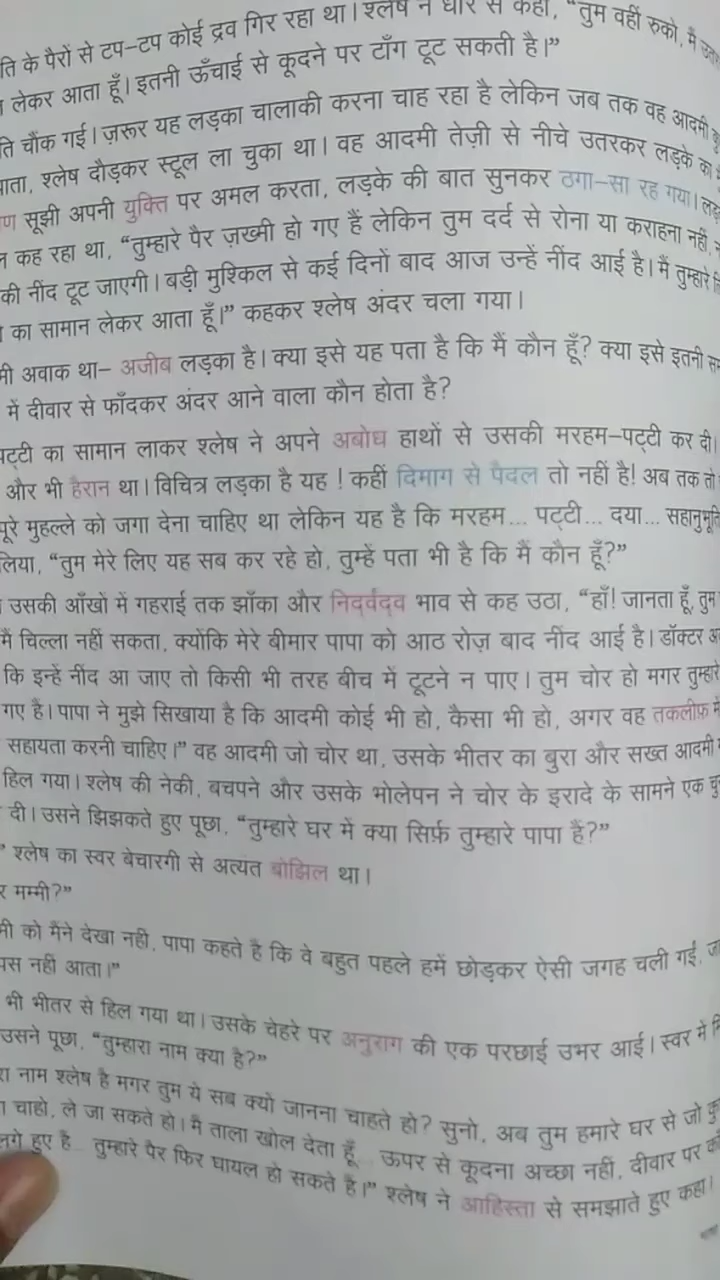 ति के पैरों से टप-टप कोई द्रव गिर रहा था। श्लेष ने धीरे से कहा, “तुम वहीं रुको, मैं
लेकर आता हूँ। इतनी ऊँचाई से कूदने पर टाँग टूट सकती है।”
ति चौंक गई। ज़रूर यह लड़का चालाकी करना चाह रहा है लेकिन जब तक वह आदमी
पाता, श्लेष दौड़कर स्टूल ला चुका था। वह आदमी तेज़ी से नीचे उतरकर लड़के का
ण सूझी अपनी युक्ति पर अमल करता, लड़के की बात सुनकर ठगा-सा रह गया।
कह रहा था, “तुम्हारे पैर ज़ख्मी हो गए हैं लेकिन तुम दर्द से रोना या कराहना नहीं,
की नींद टूट जाएगी। बड़ी मुश्किल से कई दिनों बाद आज उन्हें नींद आई है। मैं तुम्हारे
का सामान लेकर आता हूँ।” कहकर श्लेष अंदर चला गया।
मी अवाक था- अजीब लड़का है। क्या इसे यह पता है कि मैं कौन हूँ? क्या इसे इतनी
में दीवार से फाँदकर अंदर आने वाला कौन होता है?
पट्टी का सामान लाकर श्लेष ने अपने अबोध हाथों से उसकी मरहम-पट्टी कर दी।
और भी हैरान था। विचित्र लड़का है यह ! कहीं दिमाग से पैदल तो नहीं है! अब तक तो
पूरे मुहल्ले को जगा देना चाहिए था लेकिन यह है कि मरहम... पट्टी... दया... सहानुभूति
लिया, “तुम मेरे लिए यह सब कर रहे हो, तुम्हें पता भी है कि मैं कौन हूँ?”
उसकी आँखों में गहराई तक झाँका और निर्द्वंद्व भाव से कह उठा, “हाँ! जानता हूँ, तुम
मैं चिल्ला नहीं सकता, क्योंकि मेरे बीमार पापा को आठ रोज़ बाद नींद आई है। डॉक्टर
कि इन्हें नींद आ जाए तो किसी भी तरह बीच में टूटने न पाए। तुम चोर हो मगर तुम्हारे
गए हैं। पापा ने मुझे सिखाया है कि आदमी कोई भी हो, कैसा भी हो, अगर वह तकलीफ़ में
सहायता करनी चाहिए।” वह आदमी जो चोर था, उसके भीतर का बुरा और सख्त आदमी
हिल गया। श्लेष की नेकी, बचपने और उसके भोलेपन ने चोर के इरादे के सामने एक
दी। उसने झिझकते हुए पूछा, “तुम्हारे घर में क्या सिर्फ़ तुम्हारे पापा हैं?”
” श्लेष का स्वर बेचारगी से अत्यंत बोझिल था।
र मम्मी?”
मी को मैंने देखा नहीं, पापा कहते है कि वे बहुत पहले हमें छोड़कर ऐसी जगह चली गईं,
पस नहीं आता।”
भी भीतर से हिल गया था। उसके चेहरे पर अनुराग की एक परछाई उभर आई। स्वर में
उसने पूछा, “तुम्हारा नाम क्या है?”
रा नाम श्लेष है मगर तुम ये सब क्यों जानना चाहते हो? सुनो, अब तुम हमारे घर से जो
चाहो, ले जा सकते हो। मैं ताला खोल देता हूँ... ऊपर से कूदना अच्छा नहीं, दीवार पर
लगे हुए हैं... तुम्हारे पैर फिर घायल हो सकते हैं।” श्लेष ने आहिस्ता से समझाते हुए कहा।